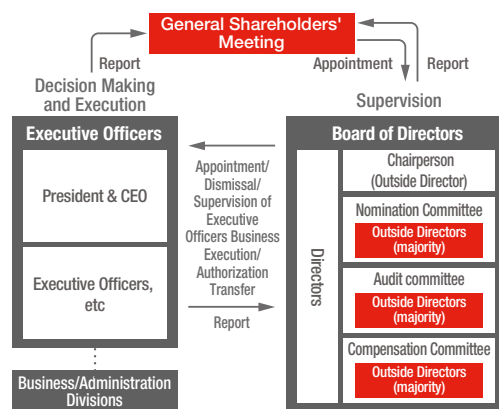 General Shareholders'
Meeting
Report
Appointment
Report
Decision Making
and Execution
Supervision
Executive Officers
President & CEO
Executive Officers,
etc
Business/Administration
Divisions
Appointment/
Dismissal/
Supervision of
Executive
Officers Business
Execution/
Authorization
Transfer
Report
Board of Directors
Directors
Chairperson
(Outside Director)
Nomination Committee
Outside Directors
(majority)
Audit committee
Outside Directors
(majority)
Compensation Committee
Outside Directors
(majority)